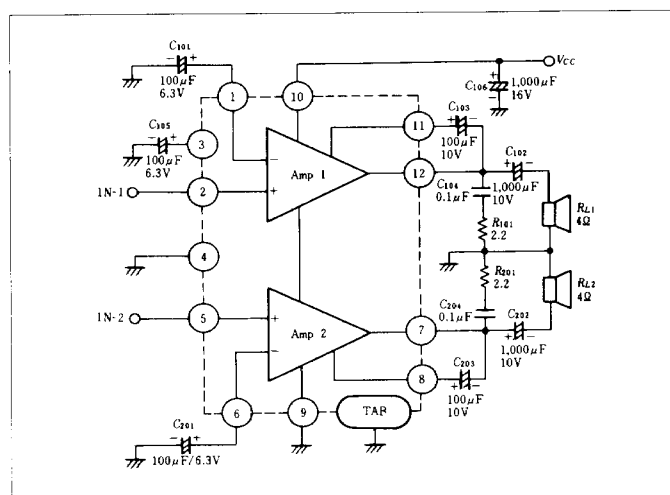 C101
100μF
6.3V
VCC
1,000μF
C106
16V
C103
100μF
10V
C105
100μF
6.3V
1
10
3
11
12
2
4
5
7
8
6
9
Amp 1
Amp 2
IN-1
IN-2
C102
1,000μF
10V
C104
0.1μF
R101
2.2
RL1
4Ω
R201
2.2
RL2
4Ω
C204
0.1μF
C202
1,000μF
10V
C203
100μF
10V
TAB
C201
100μF/6.3V